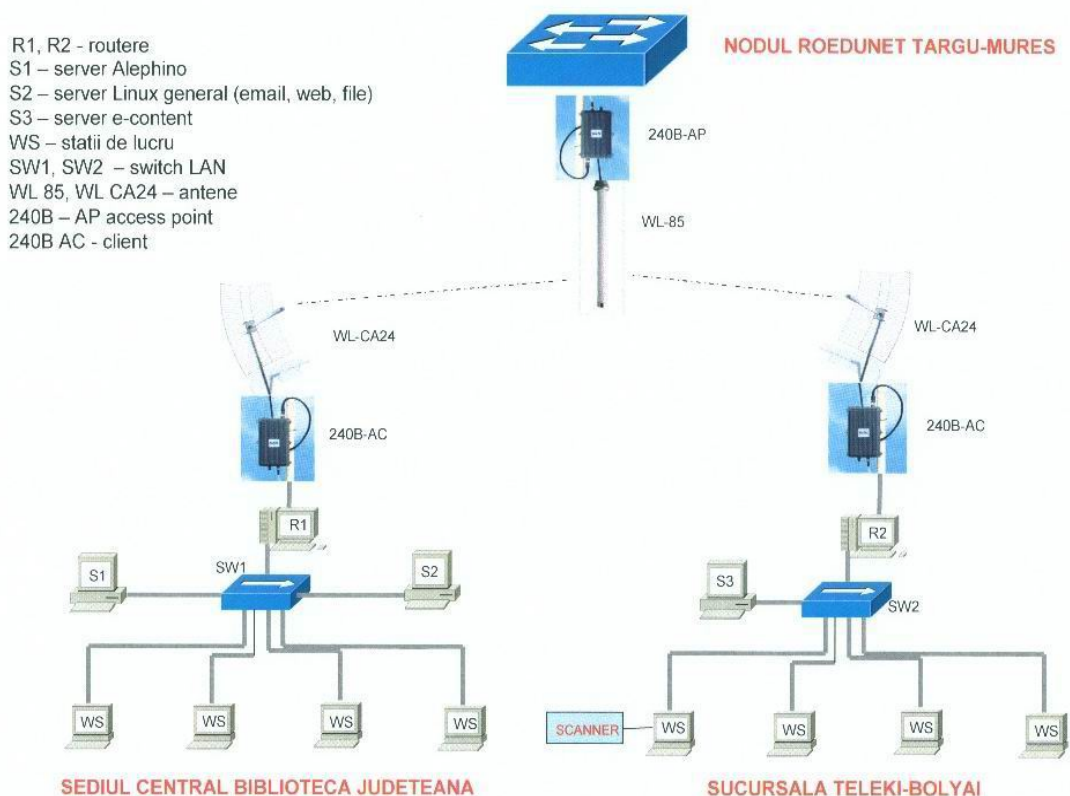 R1, R2 - routere
S1 – server Alephino
S2 – server Linux general (email, web, file)
S3 – server e-content
WS – statii de lucru
SW1, SW2 – switch LAN
WL 85, WL CA24 – antene
240B – AP access point
240B AC - client
NODUL ROEDUNET TARGU-MURES
240B-AP
WL-85
WL-CA24
WL-CA24
240B-AC
240B-AC
R1
R2
S1
SW1
S2
S3
SW2
WS
WS
WS
WS
SCANNER
WS
WS
WS
WS
SEDIUL CENTRAL BIBLIOTECA JUDETEANA
SUCURSALA TELEKI-BOLYAI